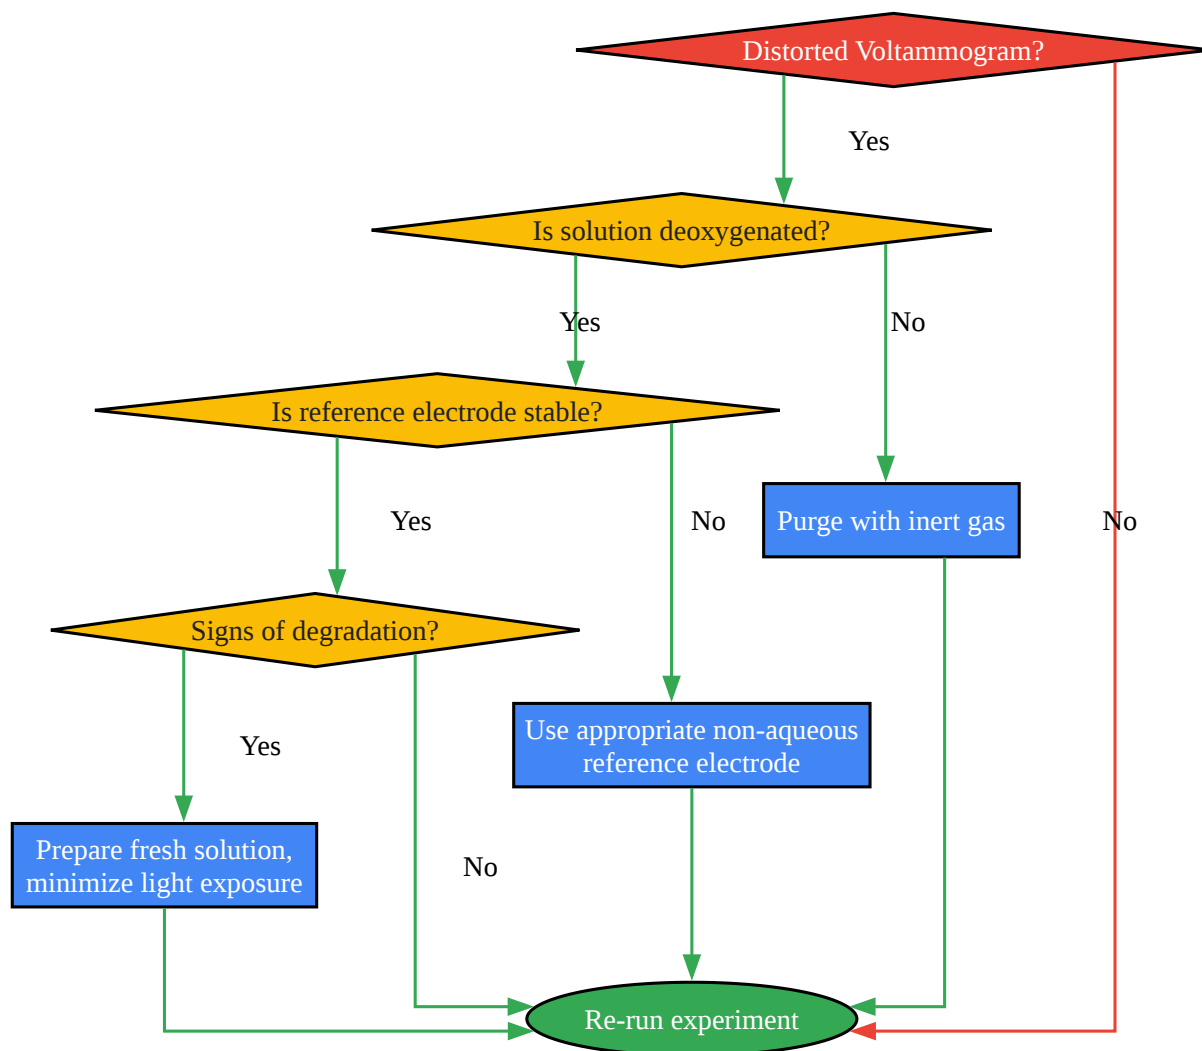 Distorted Voltammogram?
Yes
Is solution deoxygenated?
Yes
No
Is reference electrode stable?
Yes
No
Purge with inert gas
No
Signs of degradation?
Yes
Use appropriate non-aqueous
reference electrode
Prepare fresh solution,
minimize light exposure
No
Re-run experiment